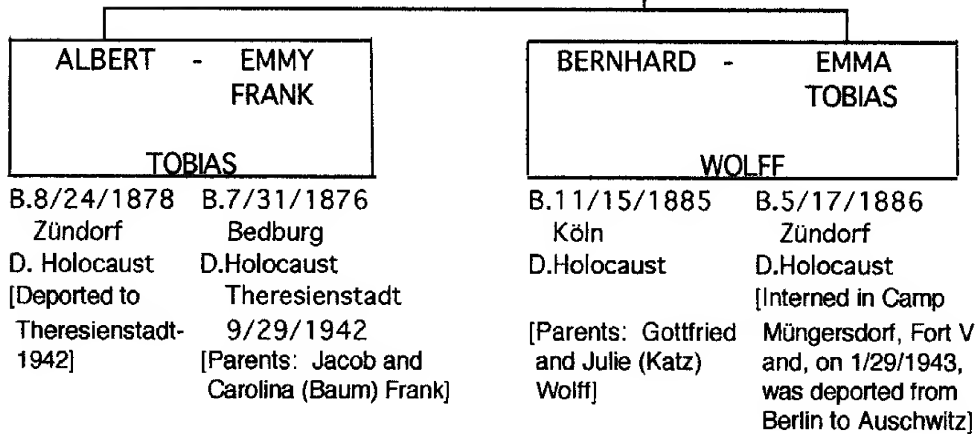 ALBERT - EMMY
FRANK
TOBIAS
B.8/24/1878 B.7/31/1876
Zündorf Bedburg
D. Holocaust D.Holocaust
[Deported to Theresienstadt
Theresienstadt- 9/29/1942
1942] [Parents: Jacob and
Carolina (Baum) Frank]
BERNHARD - EMMA
TOBIAS
WOLFF
B.11/15/1885 B.5/17/1886
Köln Zündorf
D.Holocaust D.Holocaust
[Interned in Camp
[Parents: Gottfried Müngersdorf, Fort V
and Julie (Katz) and, on 1/29/1943,
Wolff] was deported from
Berlin to Auschwitz]